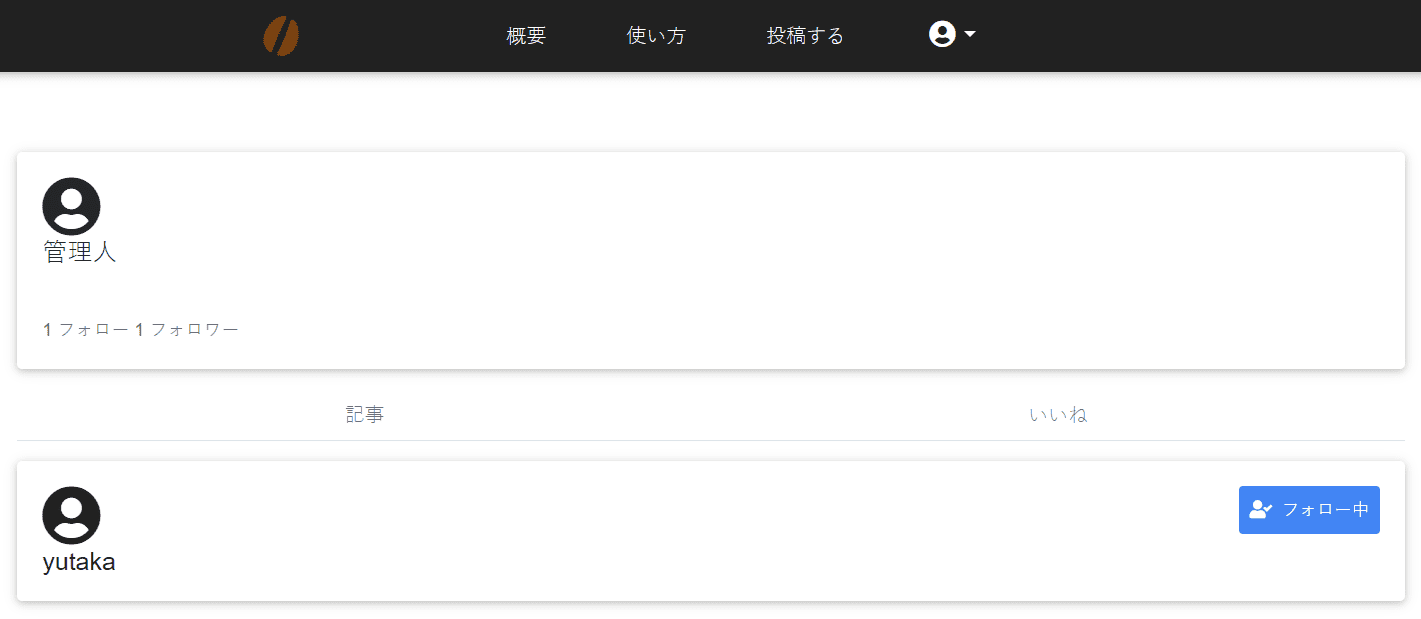 概要 使い方 投稿する
管理人
1 フォロー 1 フォロワー
記事 いいね
フォロー中
yutaka